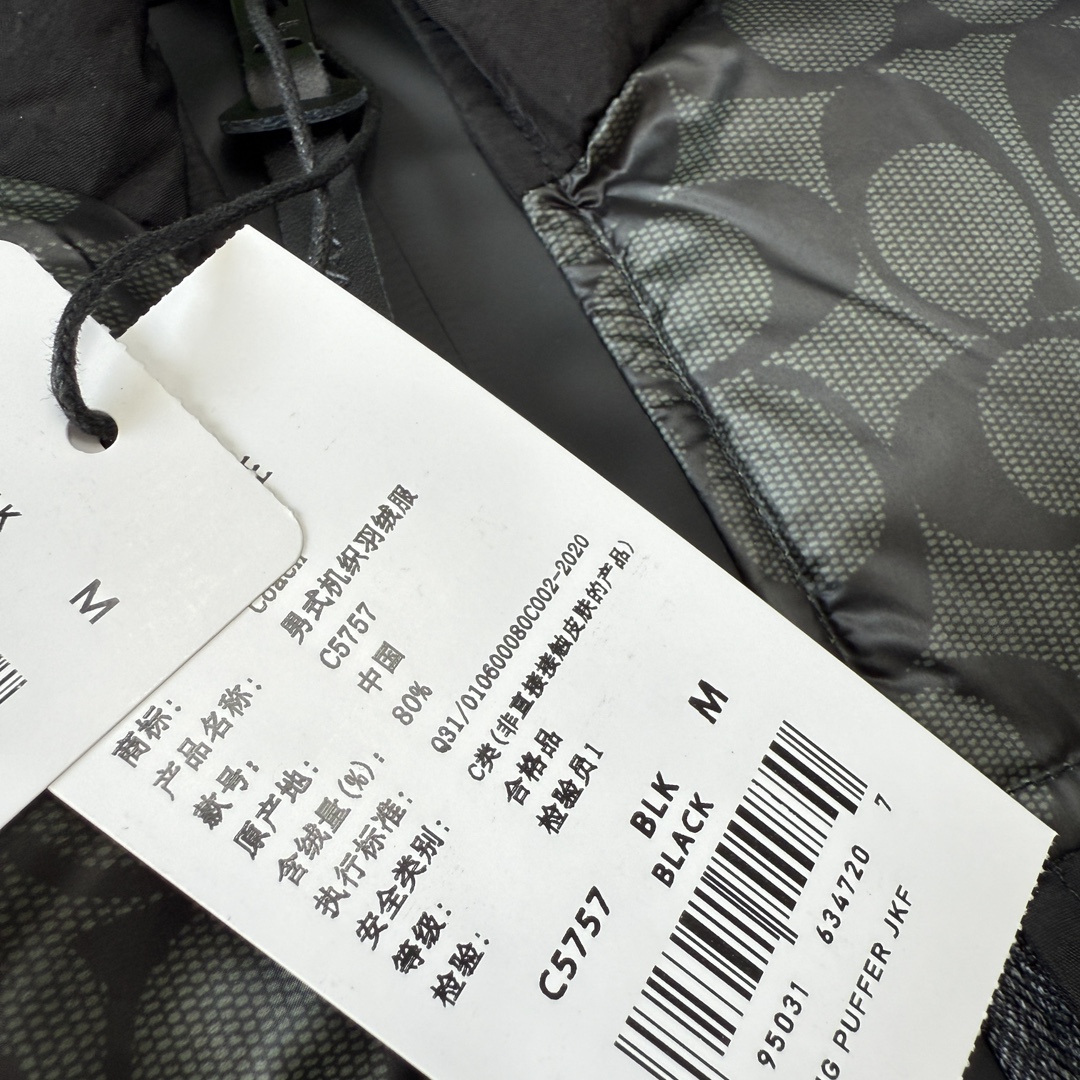 M
商标: Coach
产品名称: 男式机织羽绒服
款号: C5757
原产地: 中国
含绒量(%): 80%
执行标准: Q31/010600080C002-2020
安全类别: C类(非直接接触皮肤的产品)
等级: 合格品
检验: 检验员1
C5757 BLK M
BLACK
95031 634720 7
PUFFER JKF